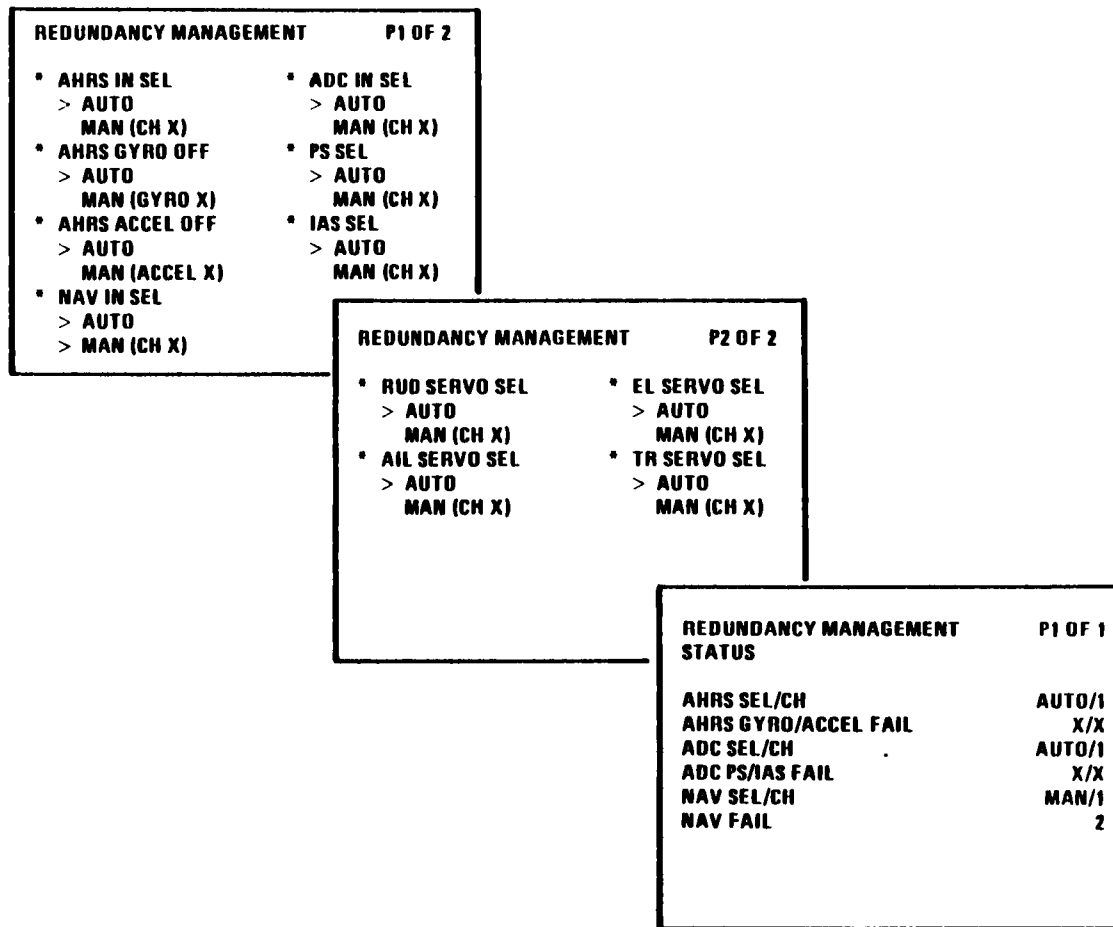 REDUNDANCY MANAGEMENT P1 OF 2
* AHRS IN SEL * ADC IN SEL
> AUTO > AUTO
MAN (CH X) MAN (CH X)
* AHRS GYRO OFF * PS SEL
> AUTO > AUTO
MAN (GYRO X) MAN (CH X)
* AHRS ACCEL OFF * IAS SEL
> AUTO > AUTO
MAN (ACCEL X) MAN (CH X)
* NAV IN SEL
> AUTO
> MAN (CH X)
REDUNDANCY MANAGEMENT P2 OF 2
* RUD SERVO SEL * EL SERVO SEL
> AUTO > AUTO
MAN (CH X) MAN (CH X)
* AIL SERVO SEL * TR SERVO SEL
> AUTO > AUTO
MAN (CH X) MAN (CH X)
REDUNDANCY MANAGEMENT P1 OF 1
STATUS
AHRS SEL/CH AUTO/1
AHRS GYRO/ACCEL FAIL X/X
ADC SEL/CH AUTO/1
ADC PS/IAS FAIL X/X
NAV SEL/CH MAN/1
NAV FAIL 2